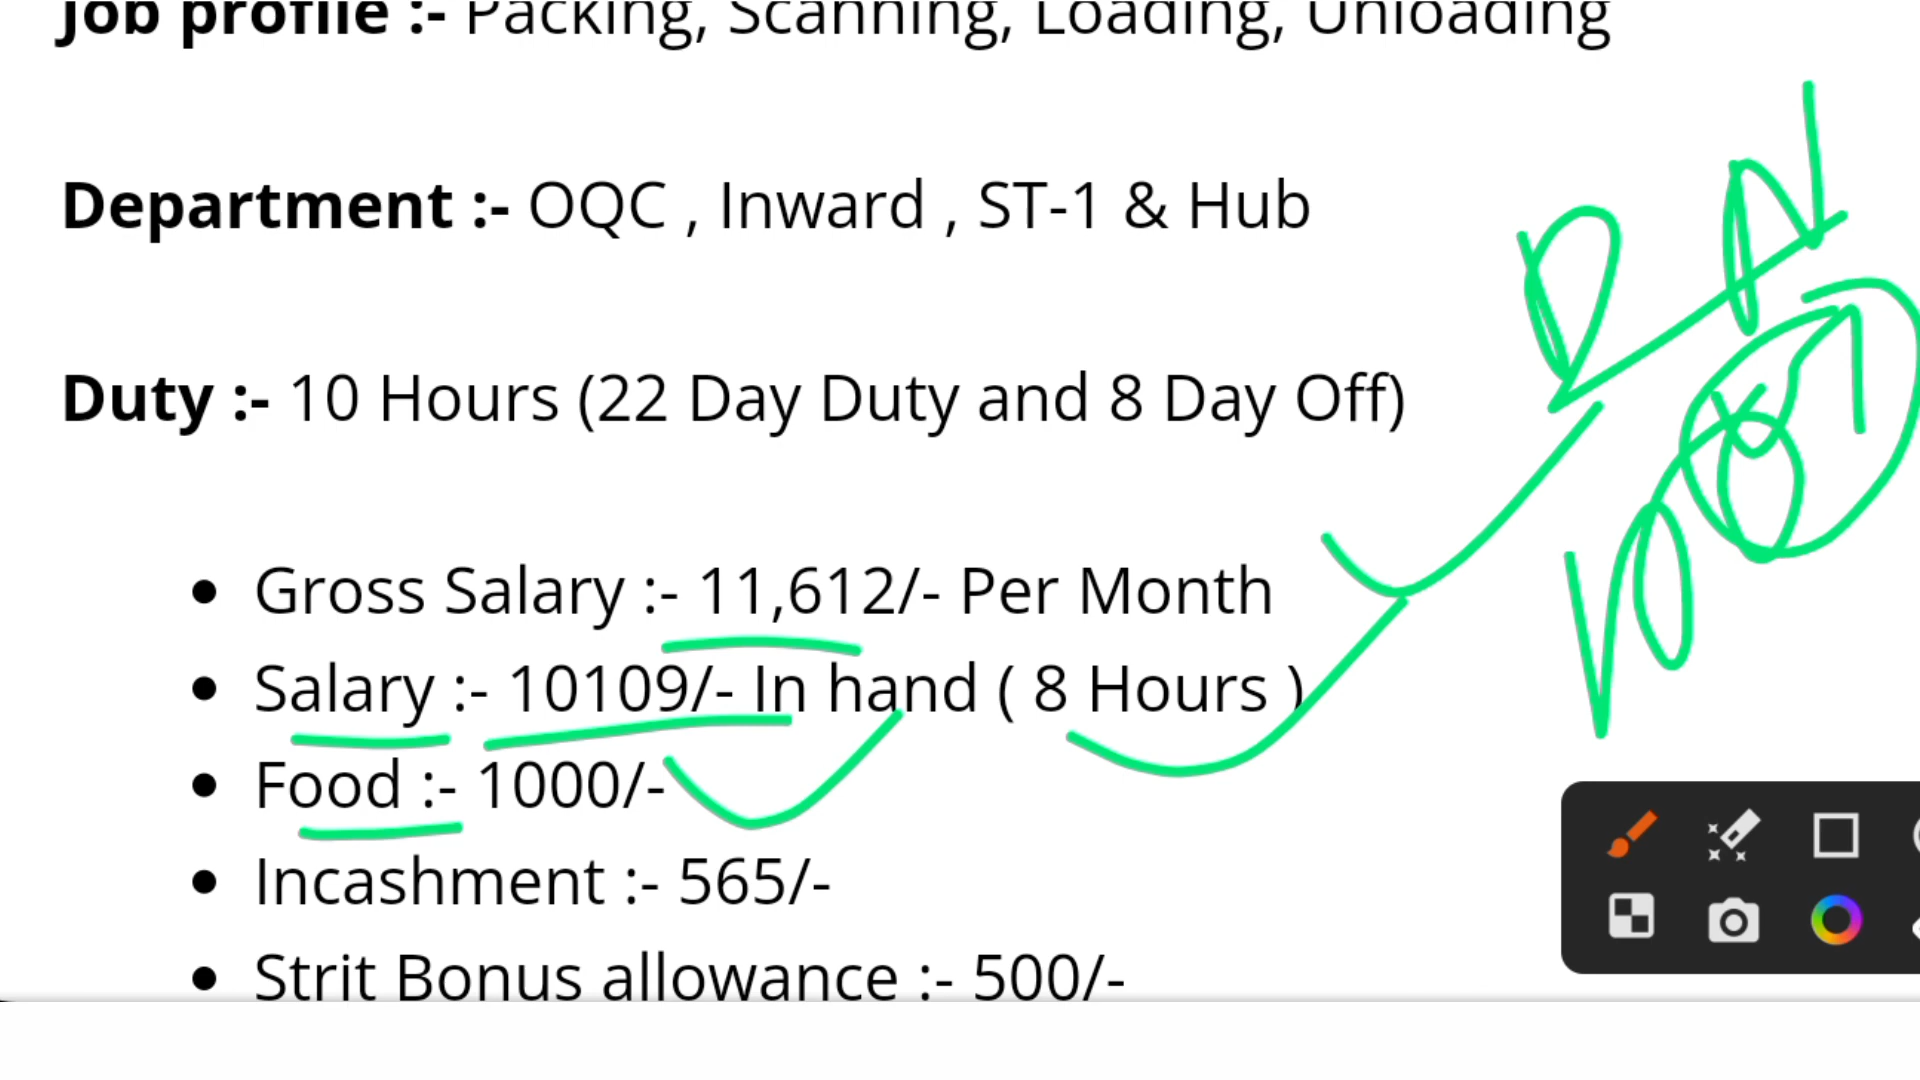 Job profile :- Packing, Scanning, Loading, Unloading
Department :- OQC , Inward , ST-1 & Hub
Duty :- 10 Hours (22 Day Duty and 8 Day Off)
• Gross Salary :- 11,612/- Per Month
• Salary :- 10109/- In hand ( 8 Hours )
• Food :- 1000/-
• Incashment :- 565/-
• Strit Bonus allowance :- 500/-